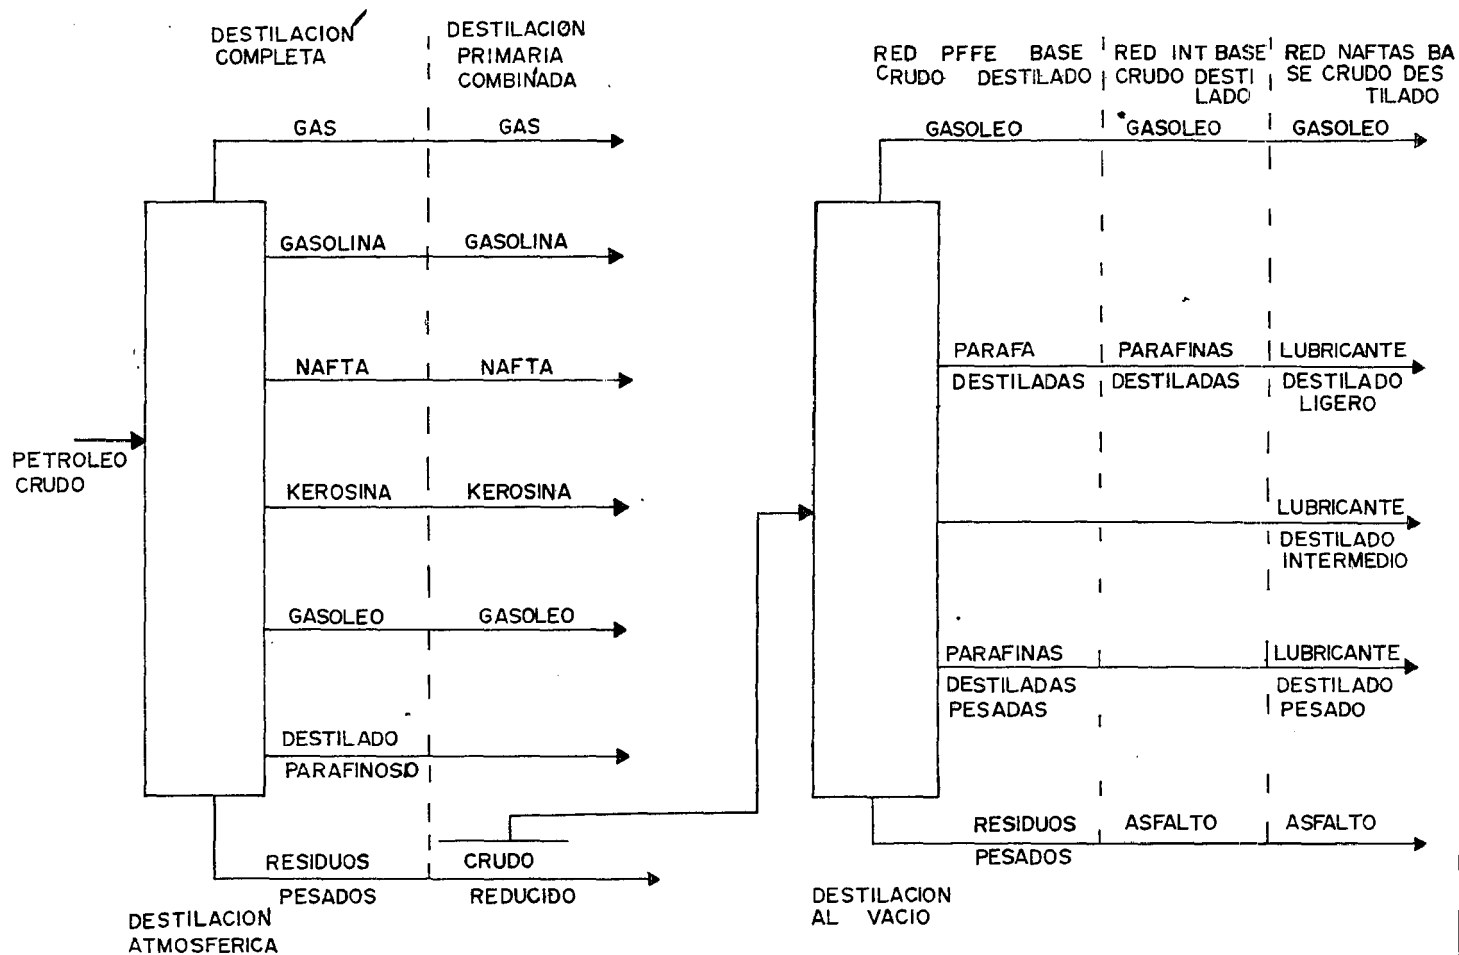 DESTILACION
COMPLETA
DESTILACIÓN
PRIMARIA
COMBINADA
GAS
GAS
GASOLINA
GASOLINA
NAFTA
NAFTA
PETROLEO
CRUDO
KEROSINA
KEROSINA
GASOLEO
GASOLEO
DESTILADO
PARAFINOSO
RESIDUOS
PESADOS
CRUDO
REDUCIDO
DESTILACION
ATMOSFERICA
RED PFFE BASE
CRUDO DESTILADO
RED INT BASE
CRUDO DESTI
LADO
RED NAFTAS BA
SE CRUDO DES
TILADO
GASOLEO
GASOLEO
GASOLEO
PARAFA
DESTILADAS
PARAFINAS
DESTILADAS
LUBRICANTE
DESTILADO
LIGERO
LUBRICANTE
DESTILADO
INTERMEDIO
PARAFINAS
DESTILADAS
PESADAS
LUBRICANTE
DESTILADO
PESADO
RESIDUOS
PESADOS
ASFALTO
ASFALTO
DESTILACION
AL VACIO